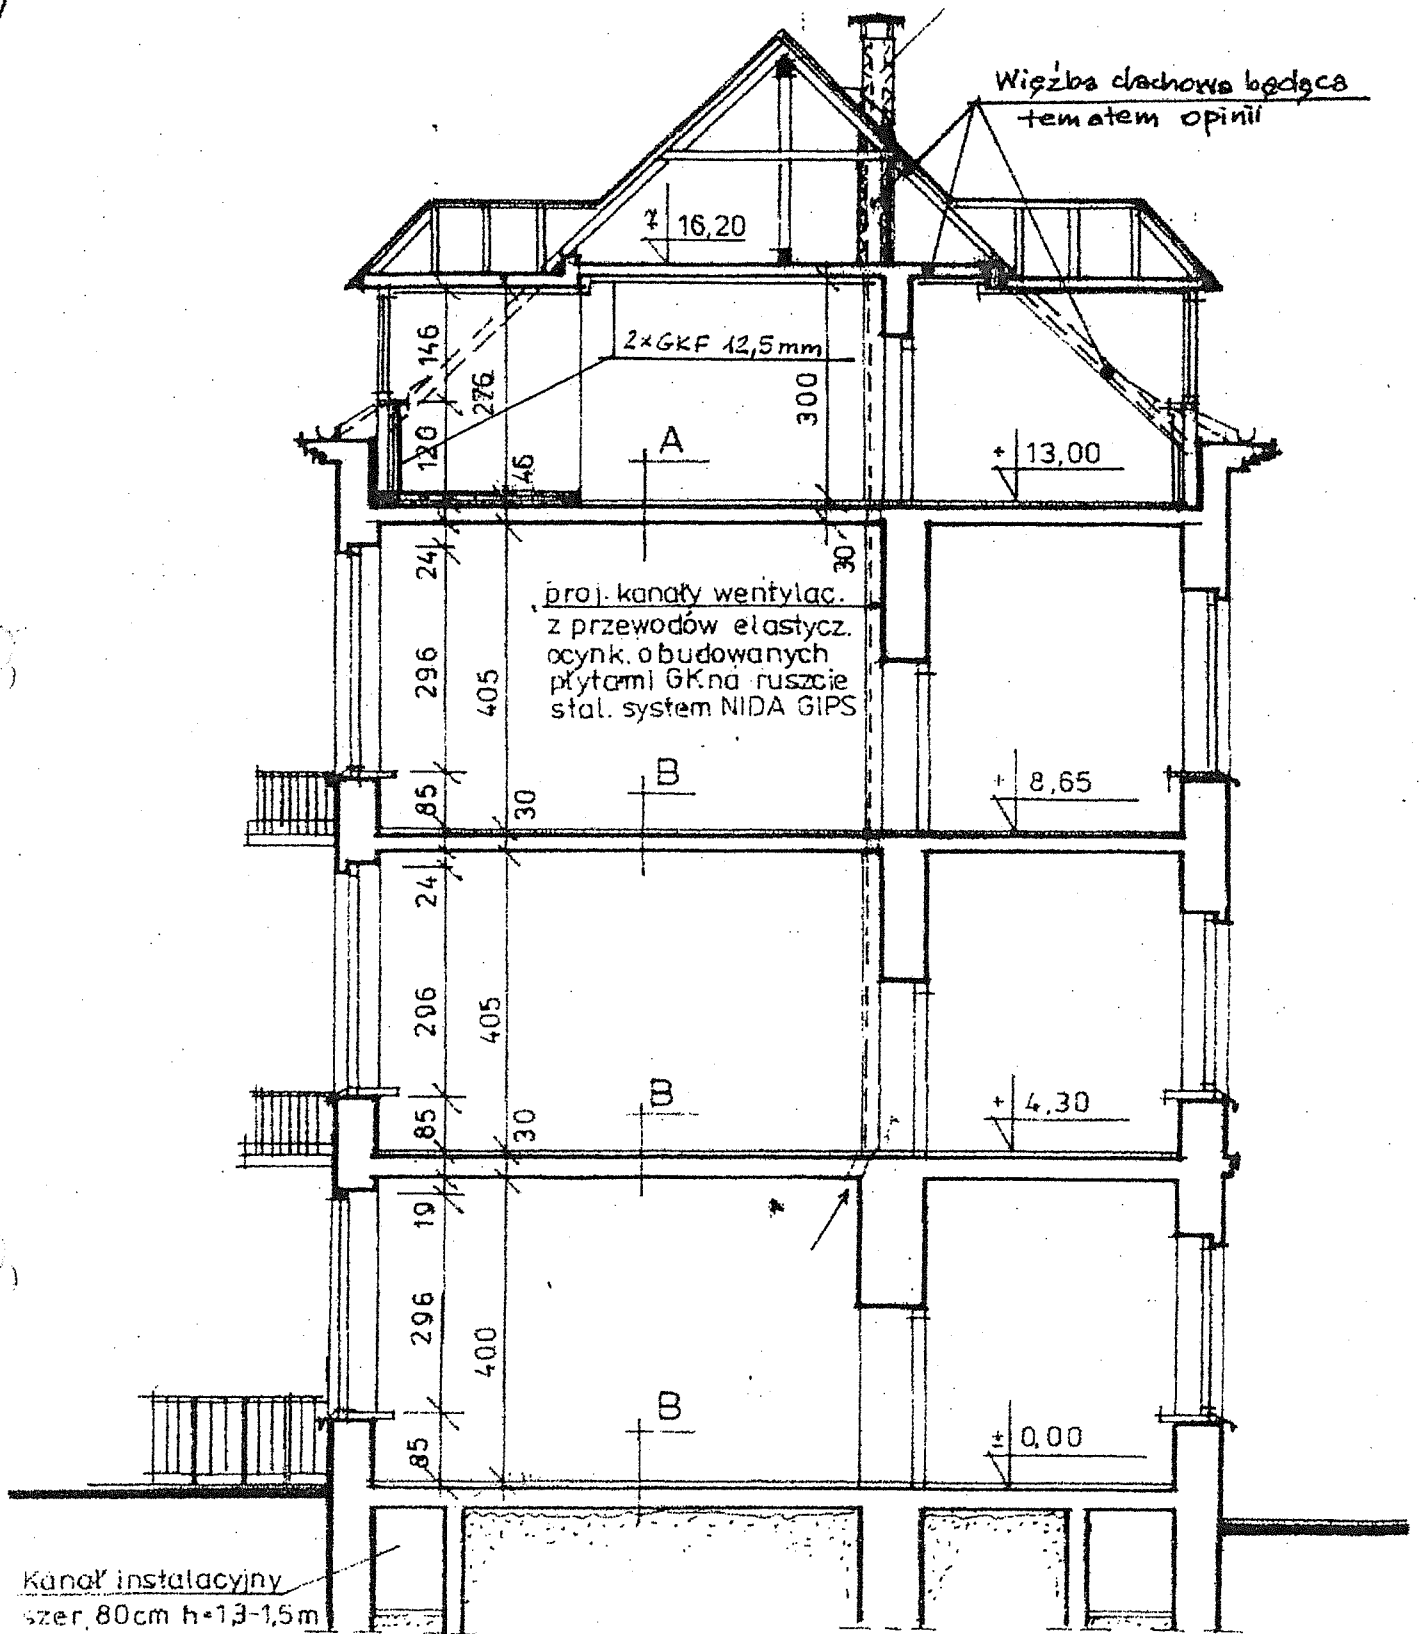 Więźba dachowa będąca
tematem opinii
16,20
2×GKF 12,5mm
146
276
300
120
46
A
+ 13,00
30
24
proj. kanały wentylac.
z przewodów elastycz.
ocynk. obudowanych
płytami GK na ruszcie
stal. system NIDA GIPS
296
405
B
+ 8,65
85
30
24
296
405
B
+ 4,30
85
30
19
296
400
B
± 0,00
85
Kanał instalacyjny
szer. 80cm h=1,3-1,5m